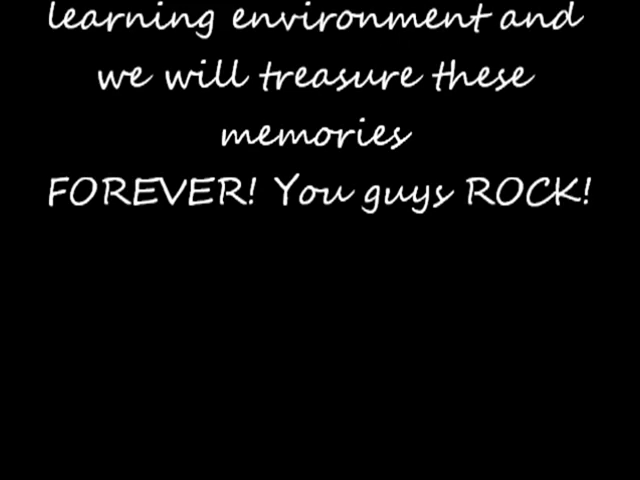 learning environment and
we will treasure these
memories
FOREVER! You guys ROCK!